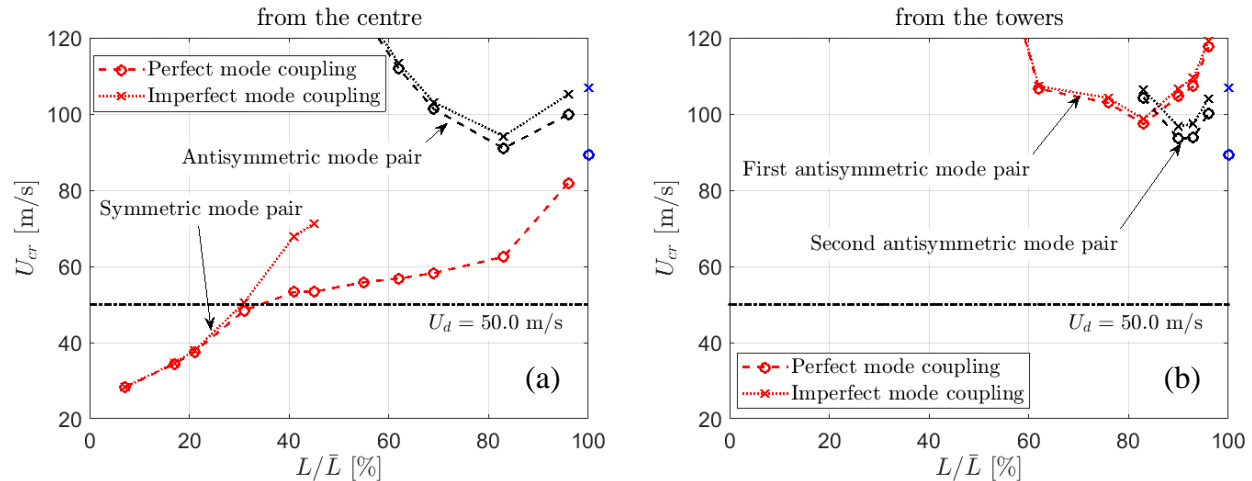 from the centre
120
100
80
60
40
20
U_cr [m/s]
Perfect mode coupling
Imperfect mode coupling
Antisymmetric mode pair
Symmetric mode pair
U_d = 50.0 m/s
(a)
0 20 40 60 80 100
L/L̄ [%]
from the towers
120
100
80
60
40
20
U_cr [m/s]
First antisymmetric mode pair
Second antisymmetric mode pair
U_d = 50.0 m/s
Perfect mode coupling
Imperfect mode coupling
(b)
0 20 40 60 80 100
L/L̄ [%]